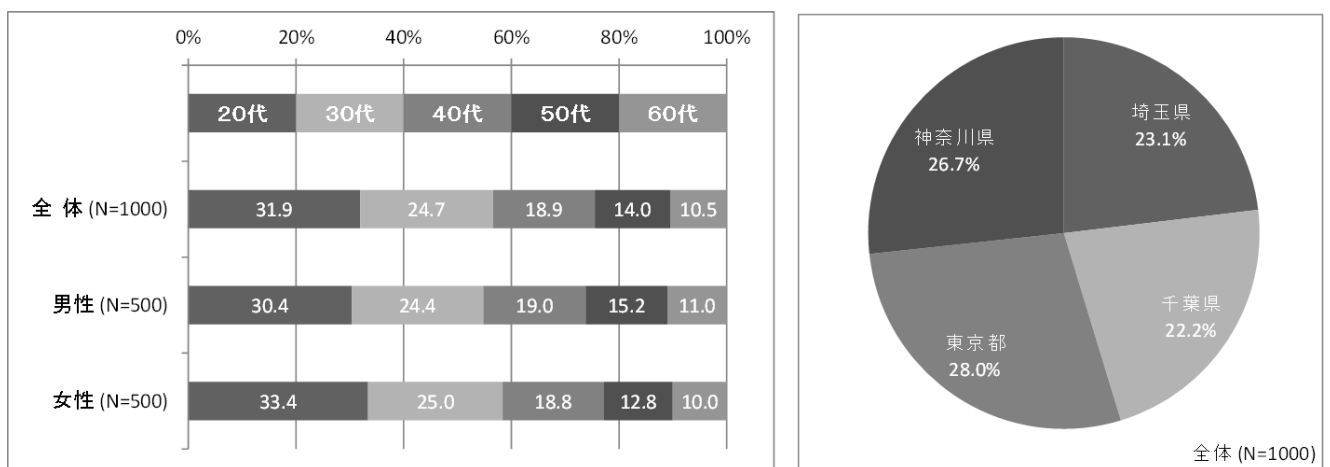 0% 20% 40% 60% 80% 100%
20代 30代 40代 50代 60代
全 体 (N=1000) 31.9 24.7 18.9 14.0 10.5
男性 (N=500) 30.4 24.4 19.0 15.2 11.0
女性 (N=500) 33.4 25.0 18.8 12.8 10.0
埼玉県
23.1%
千葉県
22.2%
東京都
28.0%
神奈川県
26.7%
全体 (N=1000)